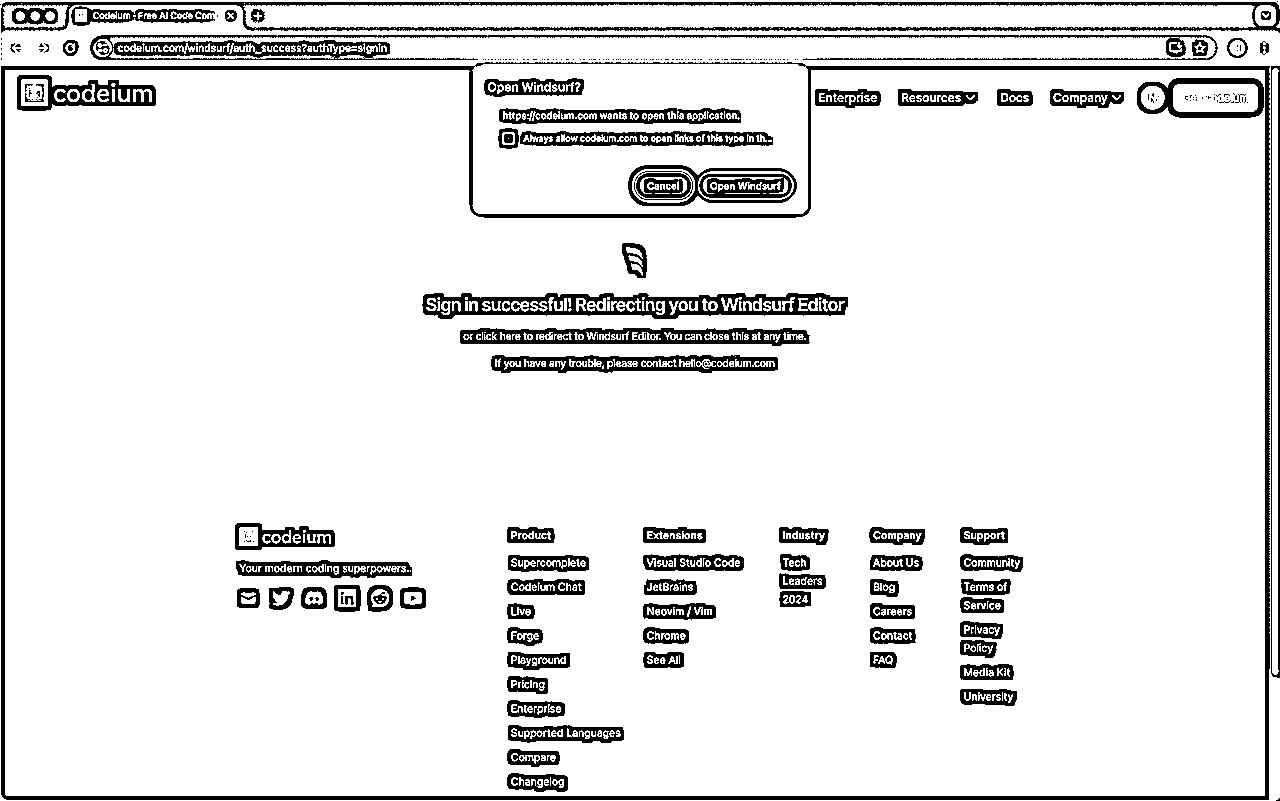 Codeium · Free AI Code Com
codeium.com/windsurf/auth_success?authType=signin
codeium
Enterprise
Resources
Docs
Company
Open Windsurf?
https://codeium.com wants to open this application.
Always allow codeium.com to open links of this type in th...
Cancel
Open Windsurf
Sign in successful! Redirecting you to Windsurf Editor
or click here to redirect to Windsurf Editor. You can close this at any time.
If you have any trouble, please contact hello@codeium.com
codeium
Your modern coding superpowers.
Product
Supercomplete
Codeium Chat
Live
Forge
Playground
Pricing
Enterprise
Supported Languages
Compare
Changelog
Extensions
Visual Studio Code
JetBrains
Neovim / Vim
Chrome
See All
Industry
Tech
Leaders
2024
Company
About Us
Blog
Careers
Contact
FAQ
Support
Community
Terms of
Service
Privacy
Policy
Media Kit
University